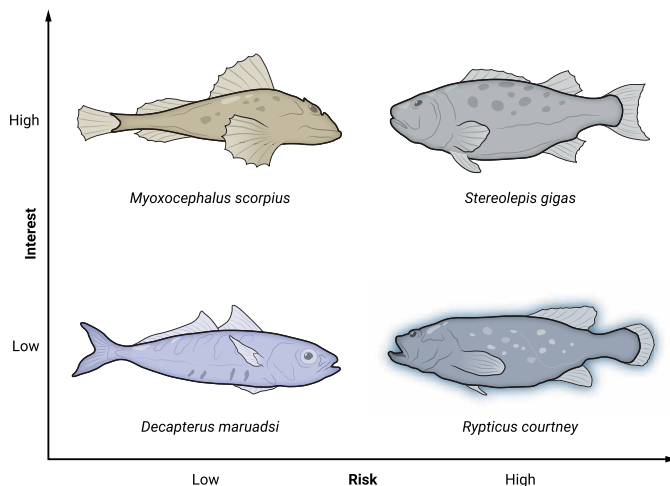 High
Myoxocephalus scorpius
Stereolepis gigas
Interest
Low
Decapterus maruadsi
Rypticus courtney
Low
Risk
High